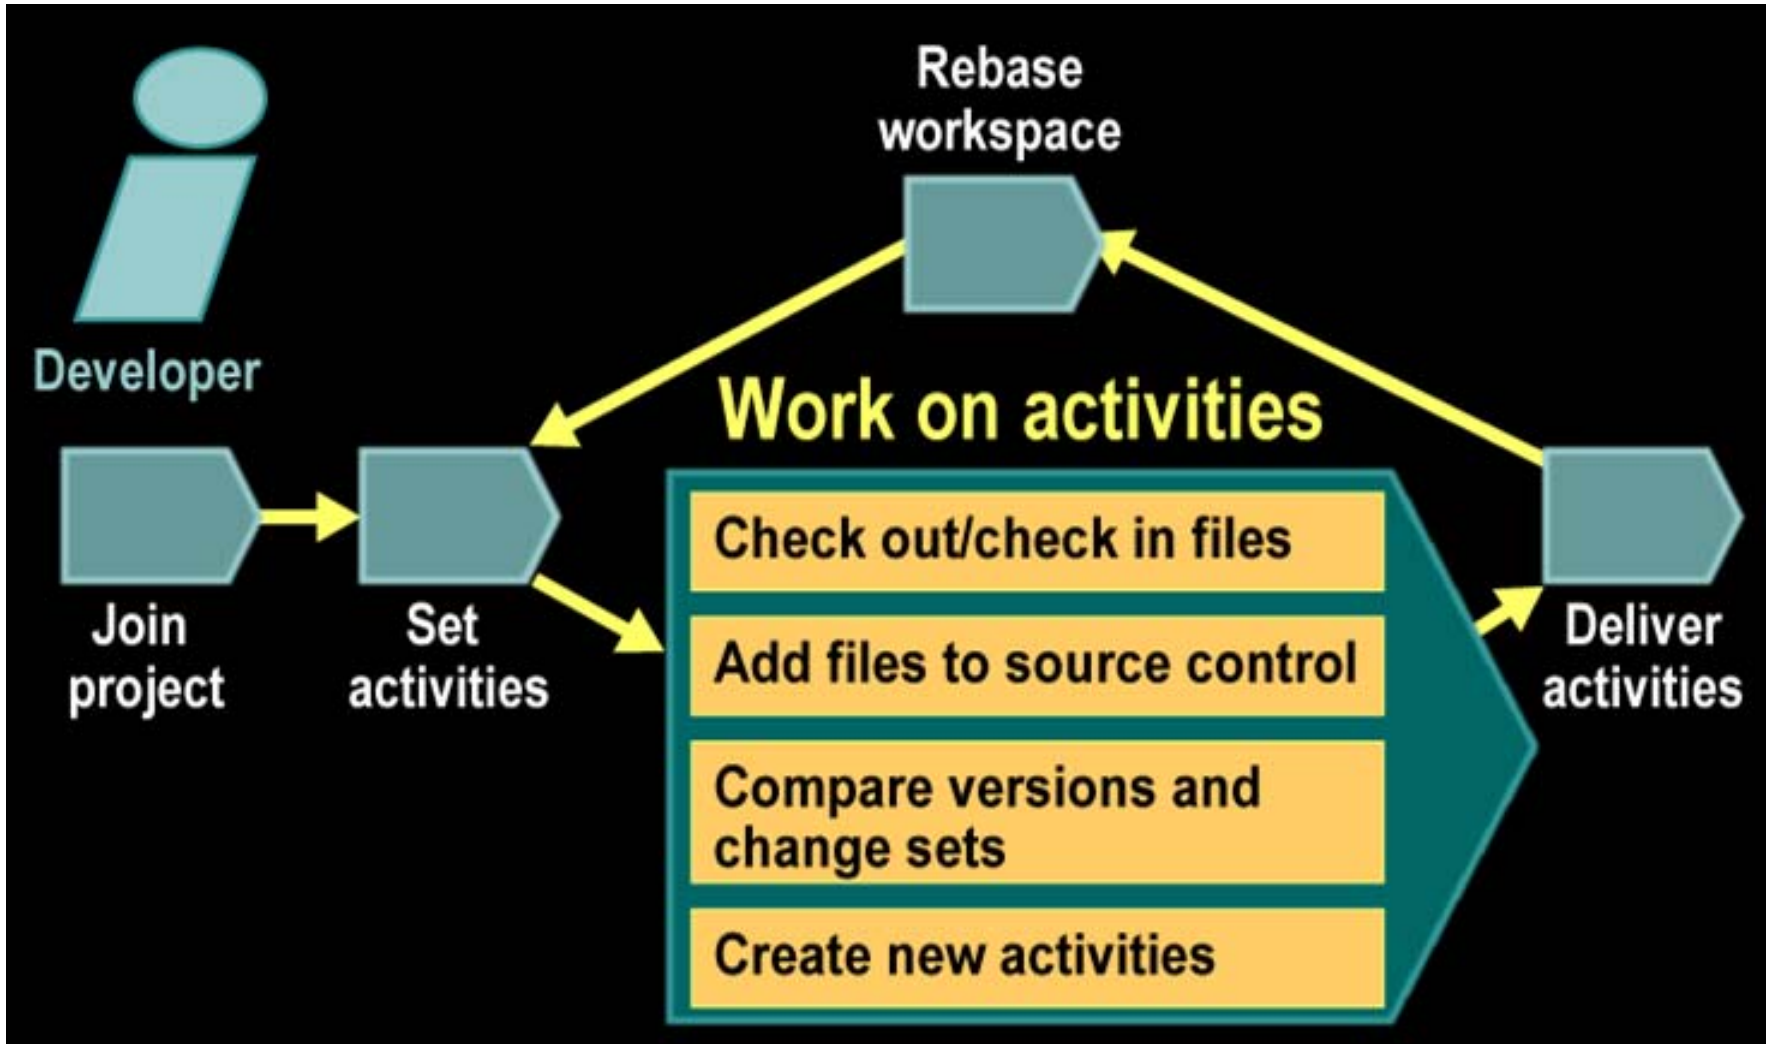 Rebase
workspace
Developer
Work on activities
Join
project
Set
activities
Check out/check in files
Add files to source control
Compare versions and
change sets
Create new activities
Deliver
activities